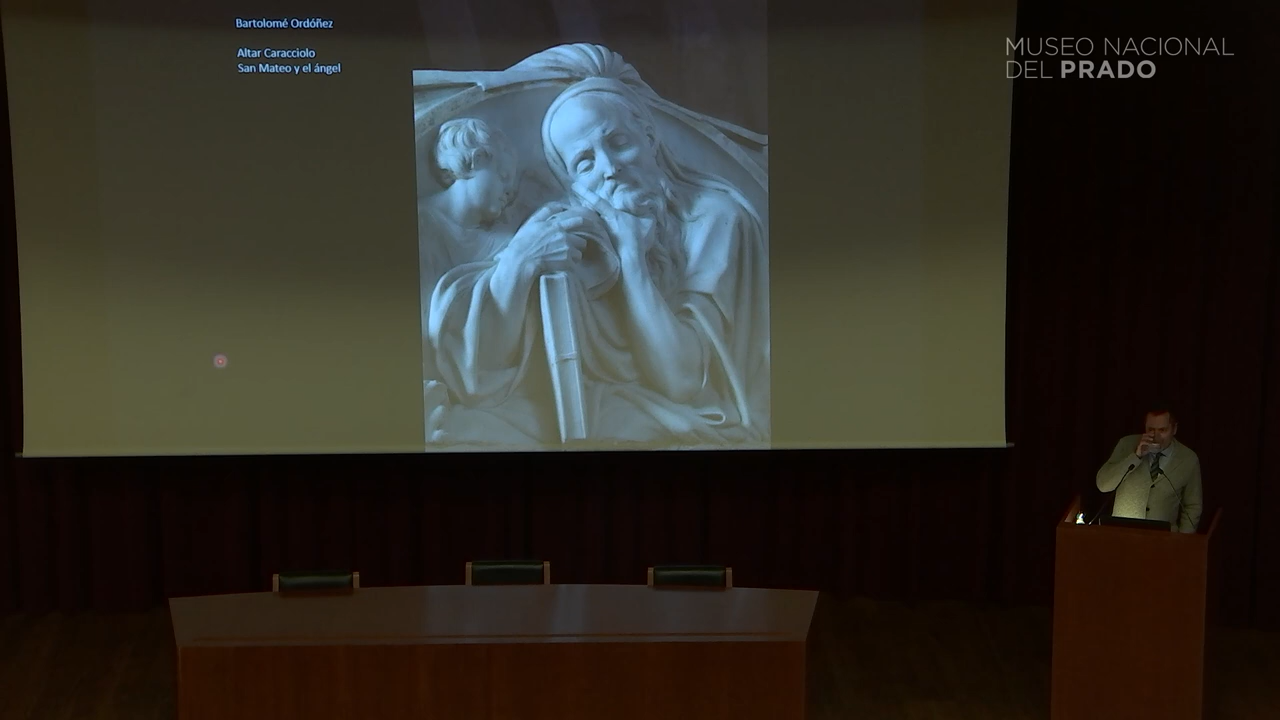 Bartolomé Ordóñez
Altar Caracciolo
San Mateo y el ángel
MUSEO NACIONAL
DEL PRADO